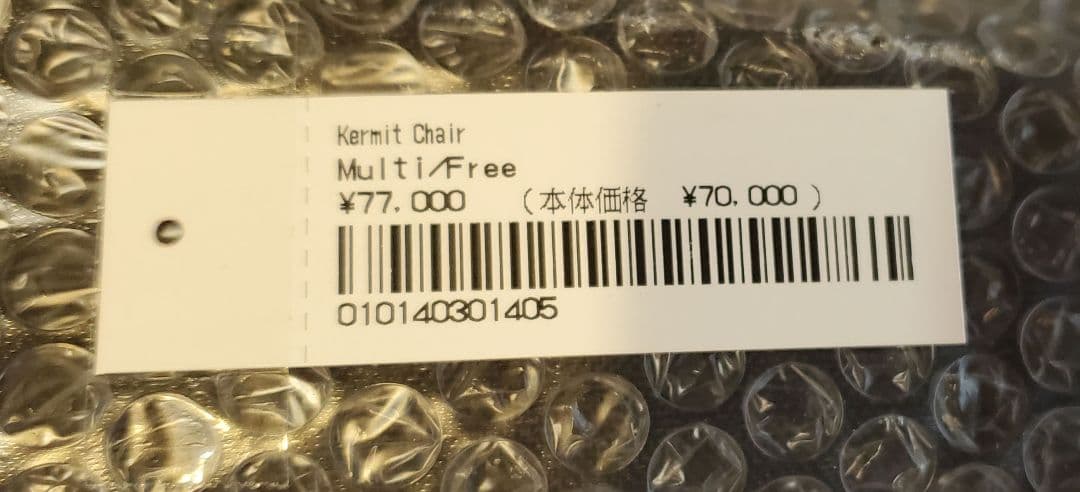 Kermit Chair
Multi/Free
¥77,000 (本体価格 ¥70,000)
010140301405